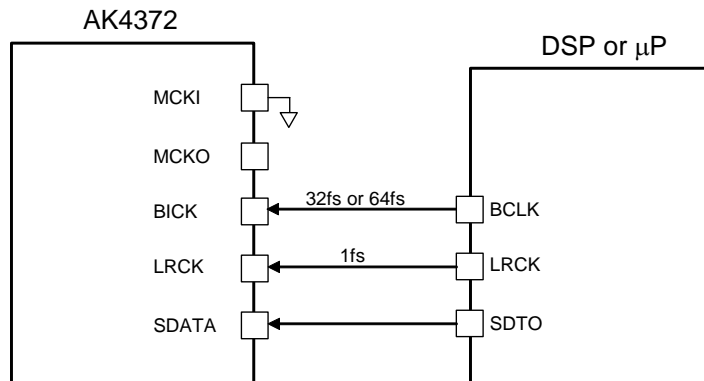 AK4372
DSP or μP
MCKI
MCKO
BICK
32fs or 64fs
BCLK
LRCK
1fs
LRCK
SDATA
SDTO